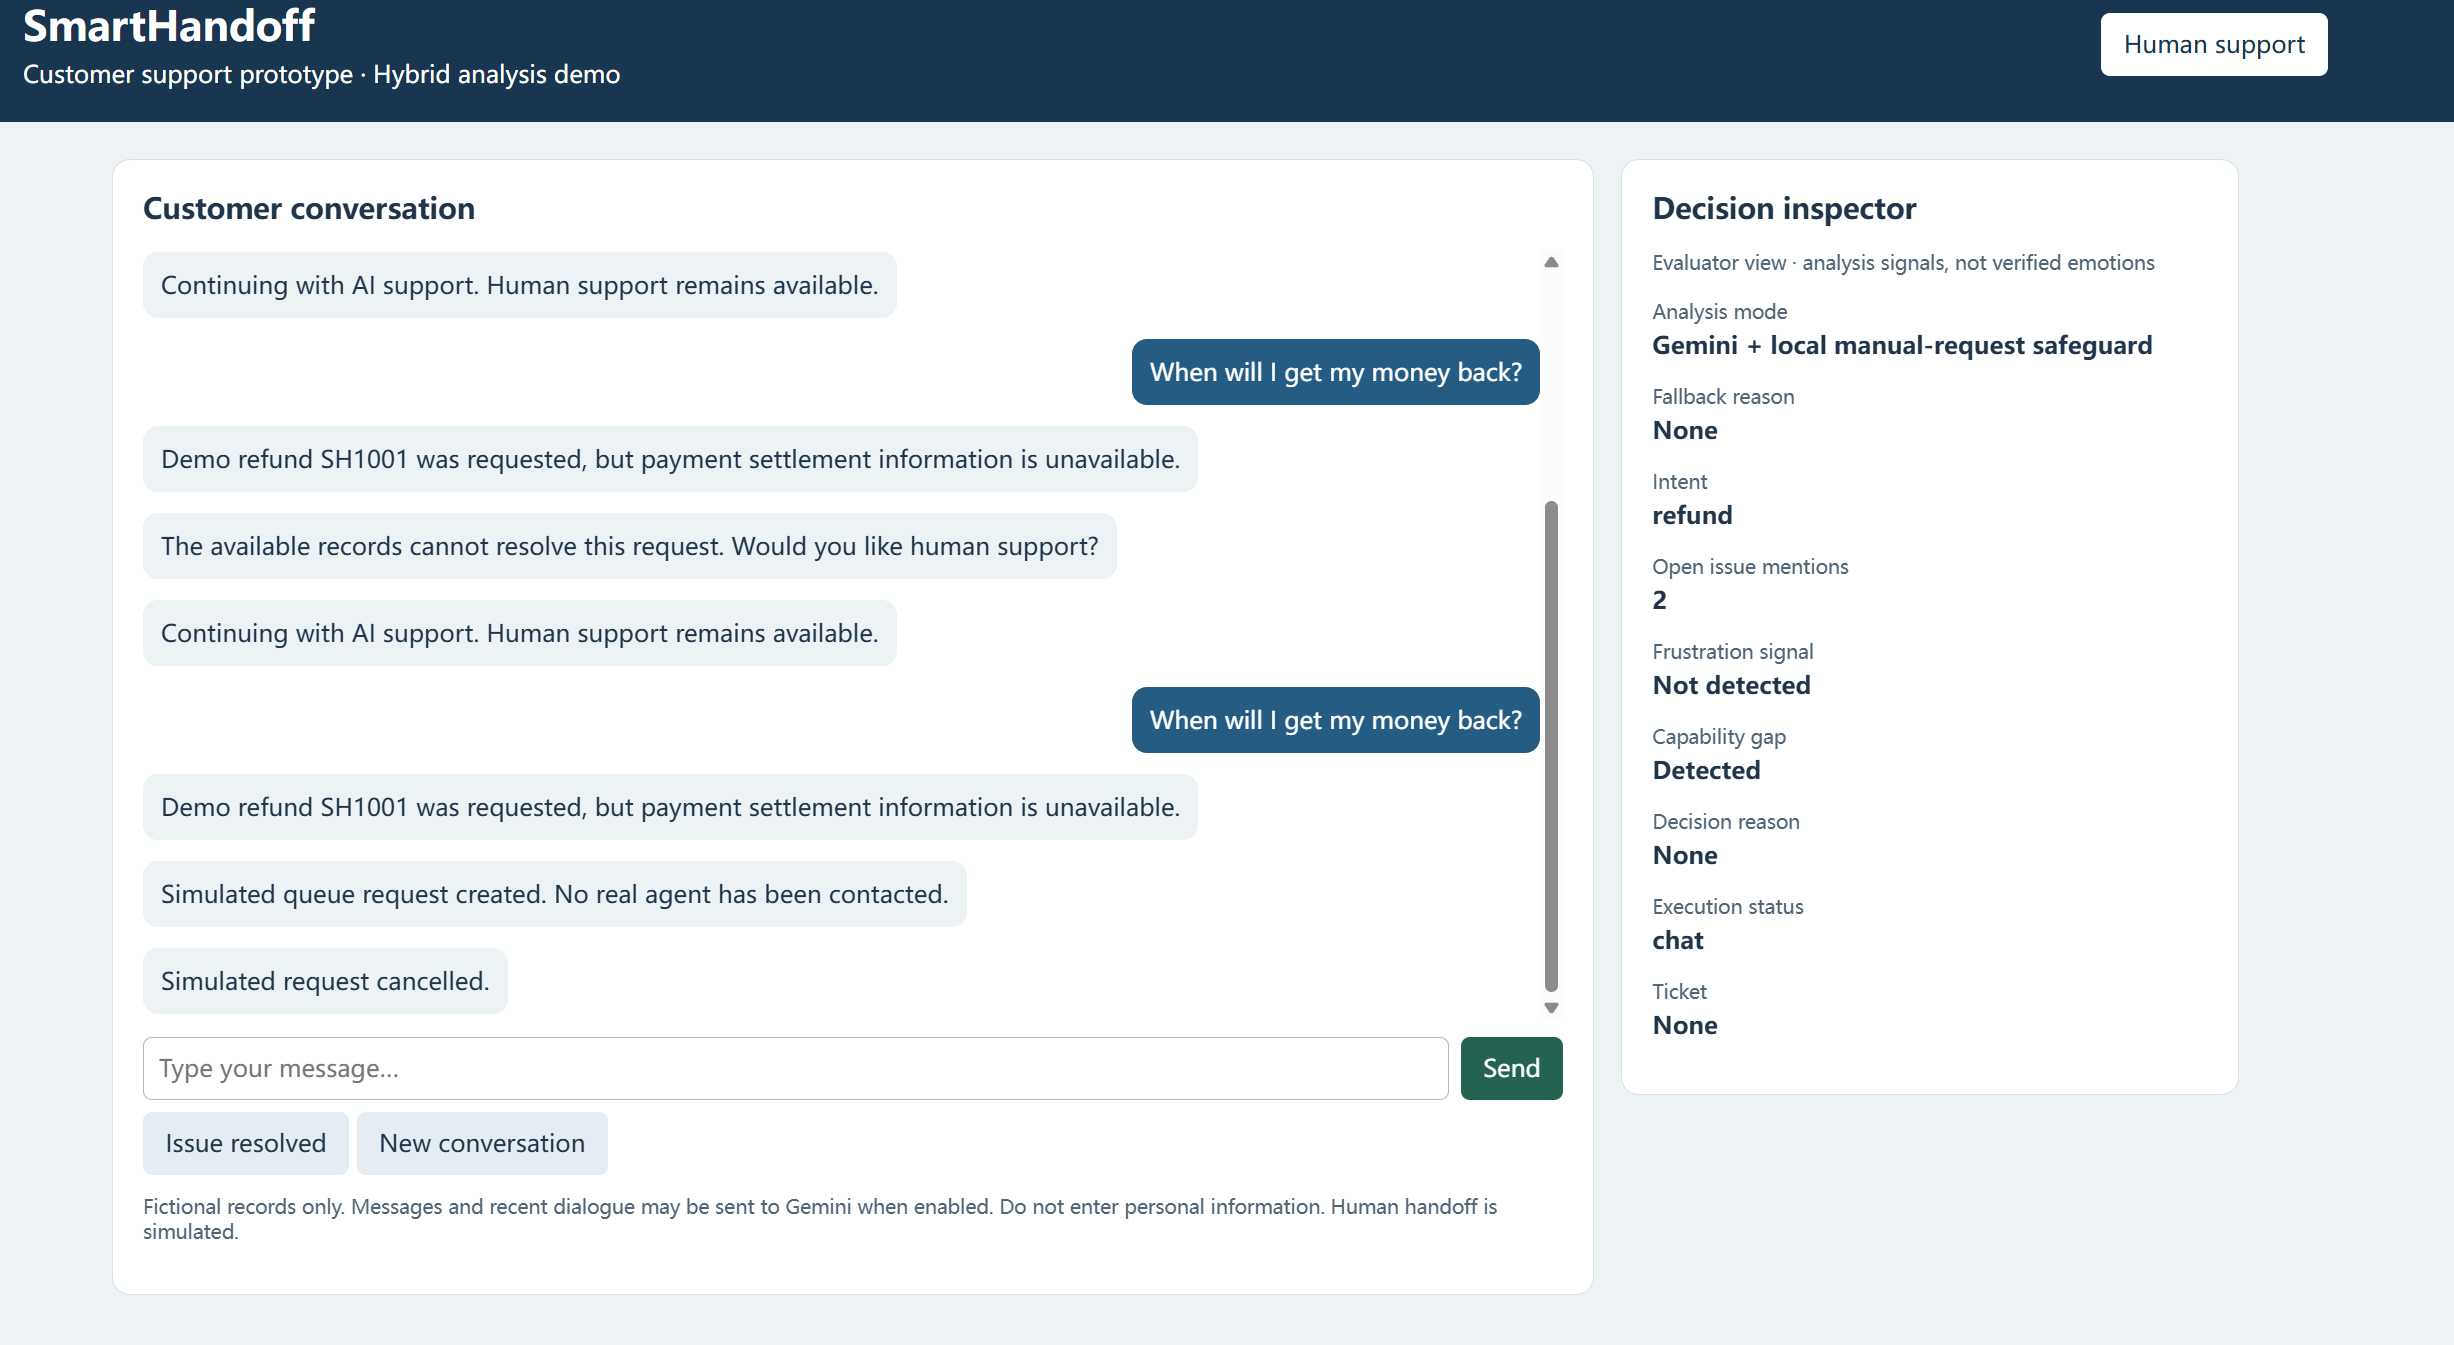 SmartHandoff
Customer support prototype · Hybrid analysis demo
Human support
Customer conversation
Continuing with AI support. Human support remains available.
When will I get my money back?
Demo refund SH1001 was requested, but payment settlement information is unavailable.
The available records cannot resolve this request. Would you like human support?
Continuing with AI support. Human support remains available.
When will I get my money back?
Demo refund SH1001 was requested, but payment settlement information is unavailable.
Simulated queue request created. No real agent has been contacted.
Simulated request cancelled.
Type your message...
Send
Issue resolved
New conversation
Fictional records only. Messages and recent dialogue may be sent to Gemini when enabled. Do not enter personal information. Human handoff is
simulated.
Decision inspector
Evaluator view · analysis signals, not verified emotions
Analysis mode
Gemini + local manual-request safeguard
Fallback reason
None
Intent
refund
Open issue mentions
2
Frustration signal
Not detected
Capability gap
Detected
Decision reason
None
Execution status
chat
Ticket
None